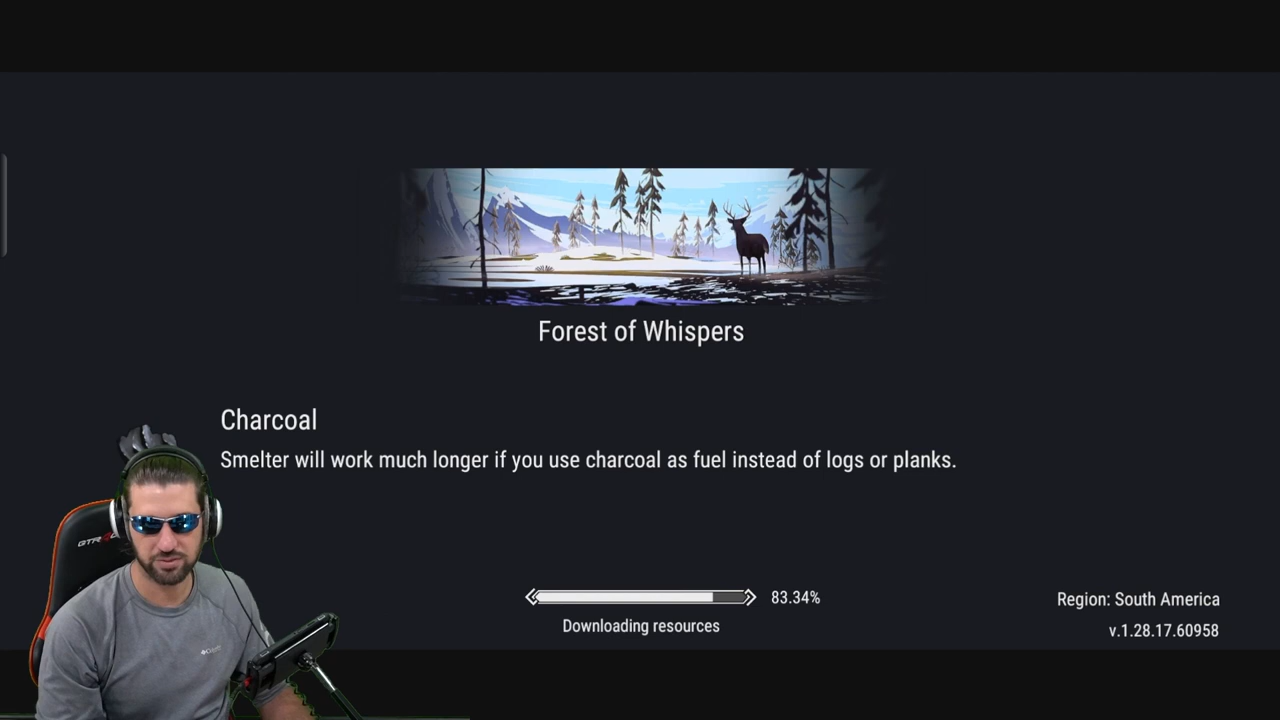 Forest of Whispers
Charcoal
Smelter will work much longer if you use charcoal as fuel instead of logs or planks.
83.34%
Downloading resources
Region: South America
v.1.28.17.60958